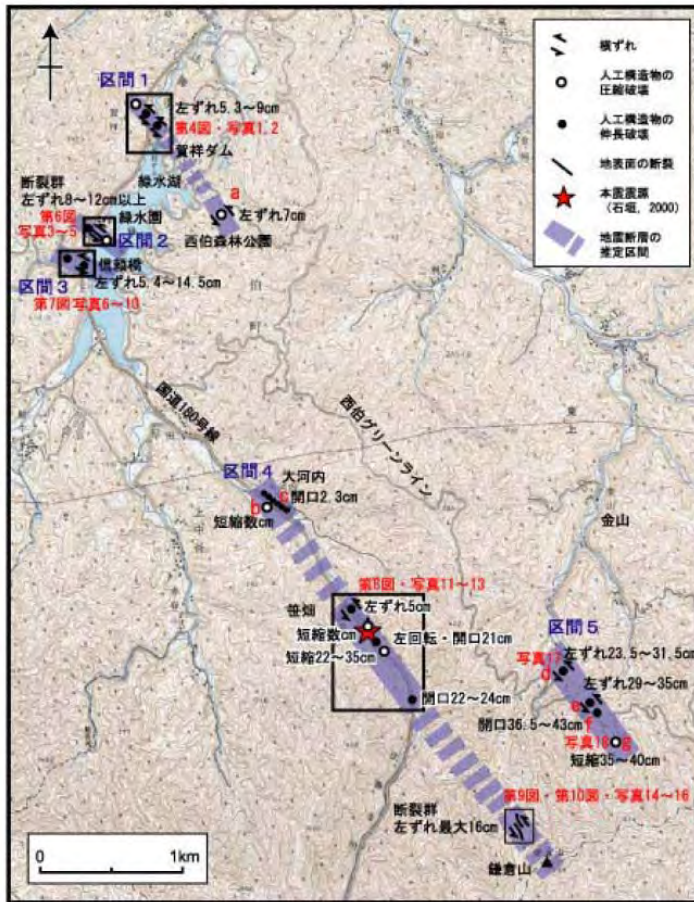 区間1
左ずれ5.3〜9cm
第4図・写真1,2
賀祥ダム
緑水湖
断裂群
左ずれ8〜12cm以上
第6図
写真3〜5
緑水園
区間2
a
左ずれ7cm
西伯森林公園
信頼橋
区間3
左ずれ5.4〜14.5cm
第7図写真6〜10
国道180号線
西伯グリーンライン
区間4
大河内
c
開口2.3cm
b
短縮数cm
金山
第8図・写真11〜13
笹畑
左ずれ5cm
短縮数cm
左回転・開口21cm
短縮22〜35cm
開口22〜24cm
区間5
左ずれ23.5〜31.5cm
写真17
d
左ずれ29〜35cm
e
f
開口36.5〜43cm
写真18
g
短縮35〜40cm
第9図・第10図・写真14〜16
断裂群
左ずれ最大16cm
鎌倉山
0
1km
横ずれ
人工構造物の
圧縮破壊
人工構造物の
伸長破壊
地表面の断裂
本震震源
(石垣, 2000)
地震断層の
推定区間